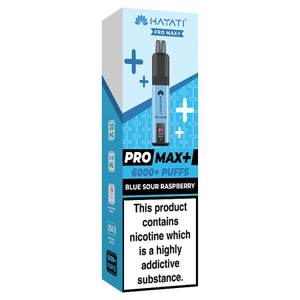 HAYATI
PRO MAX+
PRO MAX+
6000+ PUFFS
BLUE SOUR RASPBERRY
This product
contains
nicotine which
is a highly
addictive
substance.